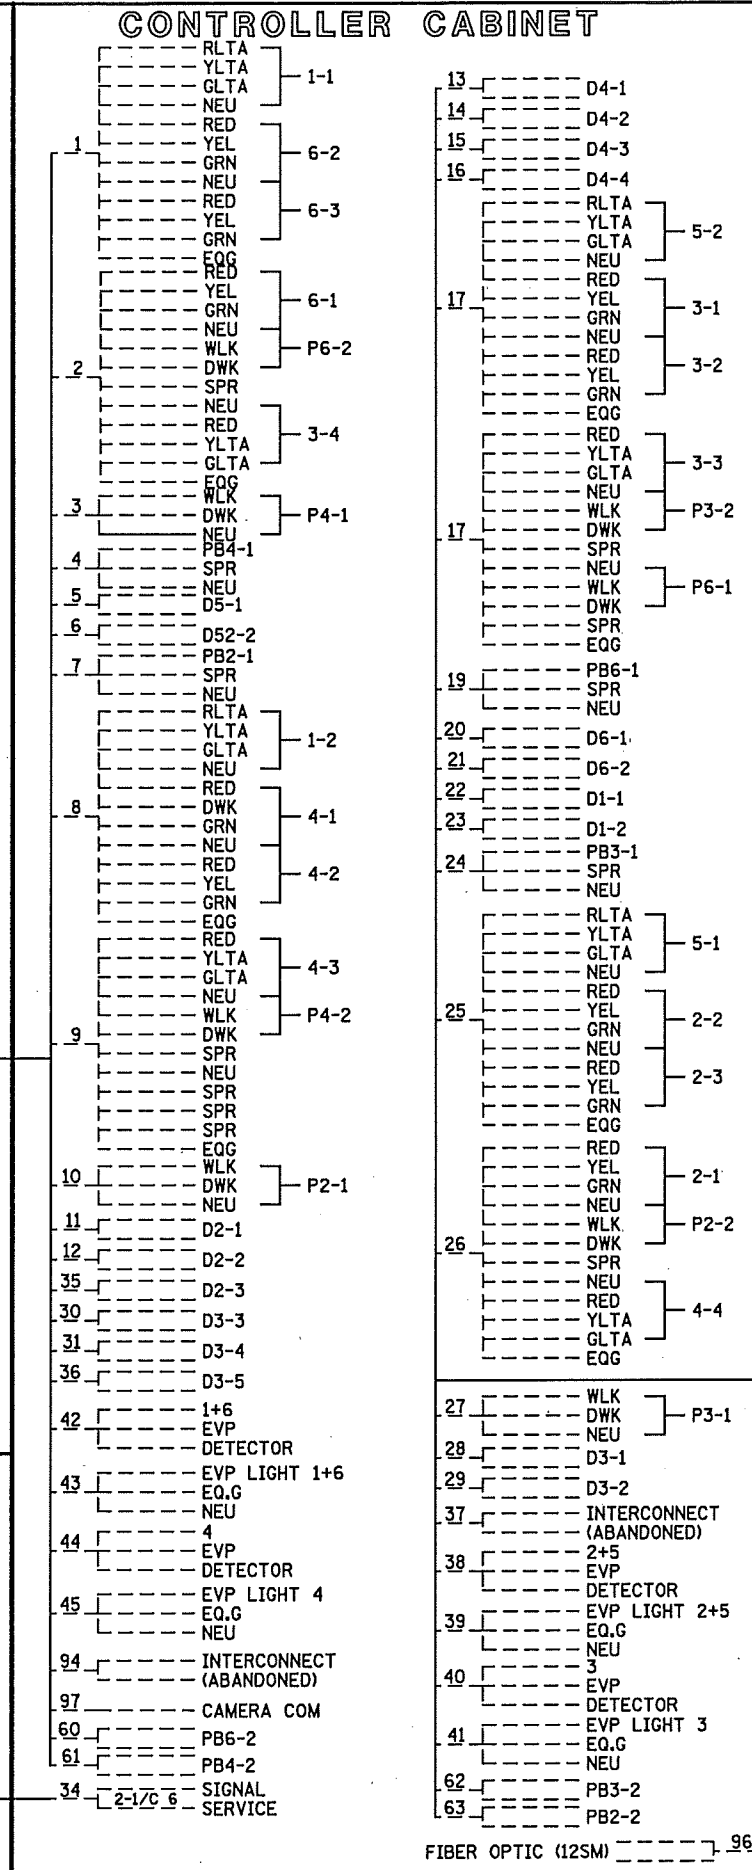 CONTROLLER CABINET
RLTA
YLTA
GLTA
NEU
1-1
RED
YEL
GRN
NEU
6-2
1
RED
YEL
GRN
6-3
EQG
RED
YEL
GRN
NEU
6-1
WLK
DWK
P6-2
2
SPR
NEU
RED
YLTA
GLTA
3-4
EQG
3
WLK
DWK
NEU
P4-1
4
PB4-1
SPR
NEU
5
D5-1
6
D52-2
7
PB2-1
SPR
NEU
RLTA
YLTA
GLTA
NEU
1-2
8
RED
DWK
GRN
NEU
4-1
RED
YEL
GRN
4-2
EQG
RED
YLTA
GLTA
NEU
4-3
WLK
DWK
P4-2
9
SPR
NEU
SPR
SPR
SPR
EQG
10
WLK
DWK
NEU
P2-1
11
D2-1
12
D2-2
35
D2-3
30
D3-3
31
D3-4
36
D3-5
42
1+6
EVP
DETECTOR
43
EVP LIGHT 1+6
EQ.G
NEU
44
4
EVP
DETECTOR
45
EVP LIGHT 4
EQ.G
NEU
94
INTERCONNECT
(ABANDONED)
97
CAMERA COM
60
PB6-2
61
PB4-2
34
2-1/C 6
SIGNAL
SERVICE
13
D4-1
14
D4-2
15
D4-3
16
D4-4
RLTA
YLTA
GLTA
NEU
5-2
17
RED
YEL
GRN
NEU
3-1
RED
YEL
GRN
3-2
EQG
RED
YLTA
GLTA
NEU
3-3
WLK
DWK
P3-2
17
SPR
NEU
WLK
DWK
P6-1
SPR
EQG
19
PB6-1
SPR
NEU
20
D6-1
21
D6-2
22
D1-1
23
D1-2
24
PB3-1
SPR
NEU
RLTA
YLTA
GLTA
NEU
5-1
25
RED
YEL
GRN
NEU
2-2
RED
YEL
GRN
2-3
EQG
RED
YEL
GRN
NEU
2-1
WLK
DWK
P2-2
26
SPR
NEU
RED
YLTA
GLTA
4-4
EQG
27
WLK
DWK
NEU
P3-1
28
D3-1
29
D3-2
37
INTERCONNECT
(ABANDONED)
38
2+5
EVP
DETECTOR
39
EVP LIGHT 2+5
EQ.G
NEU
40
3
EVP
DETECTOR
41
EVP LIGHT 3
EQ.G
NEU
62
PB3-2
63
PB2-2
FIBER OPTIC (12SM)
96